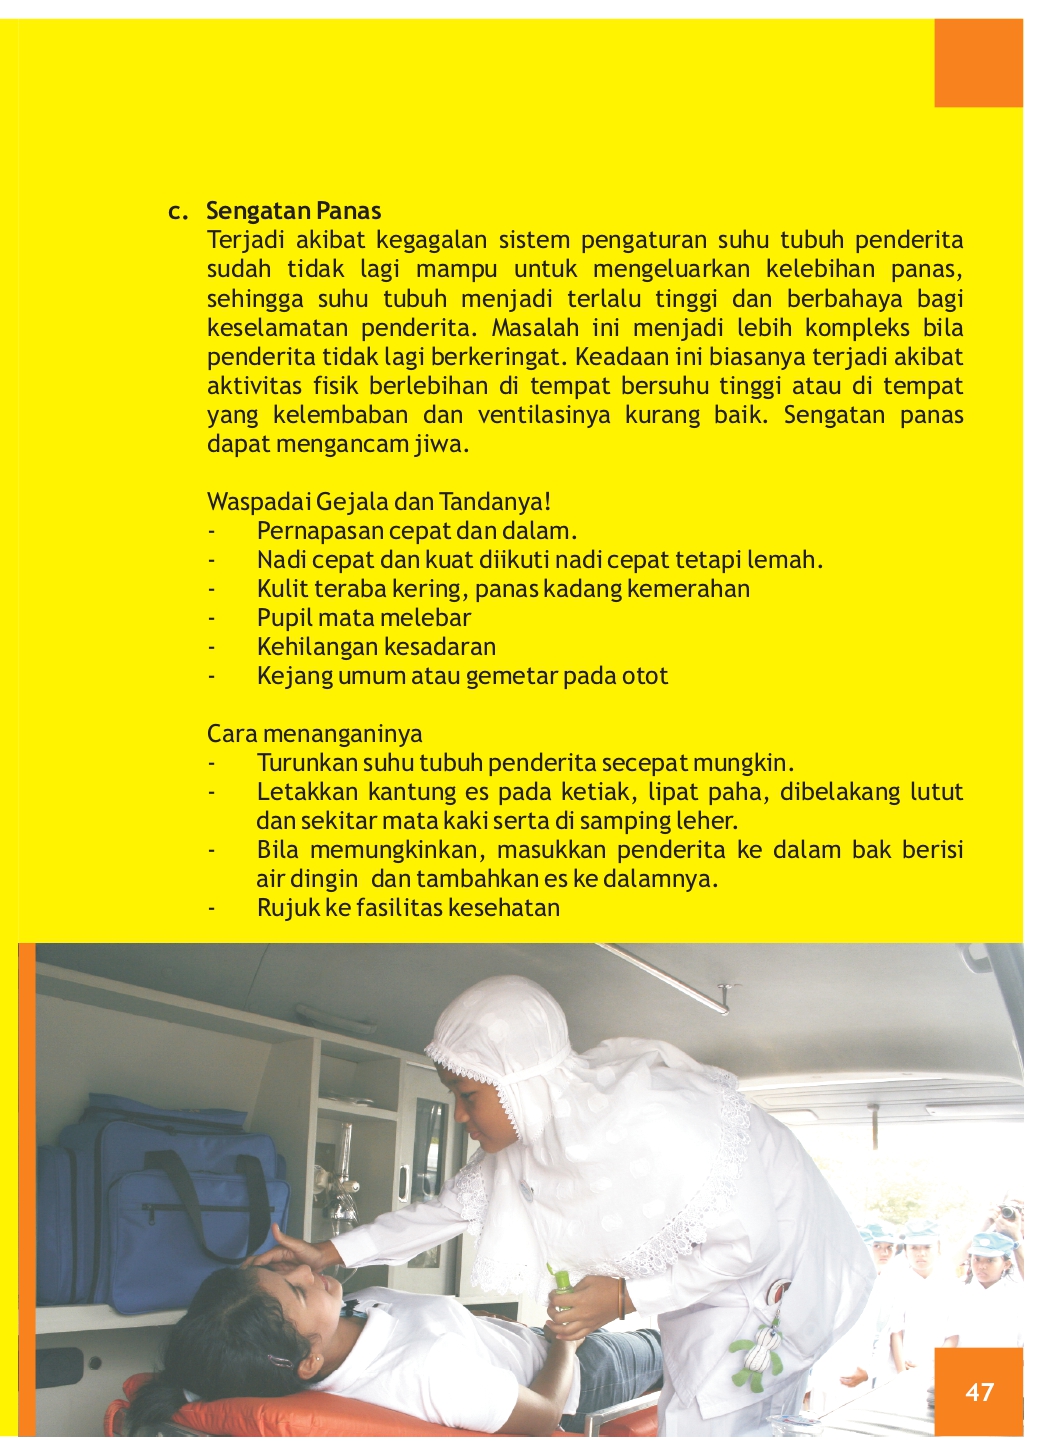 c. Sengatan Panas
Terjadi akibat kegagalan sistem pengaturan suhu tubuh penderita
sudah tidak lagi mampu untuk mengeluarkan kelebihan panas,
sehingga suhu tubuh menjadi terlalu tinggi dan berbahaya bagi
keselamatan penderita. Masalah ini menjadi lebih kompleks bila
penderita tidak lagi berkeringat. Keadaan ini biasanya terjadi akibat
aktivitas fisik berlebihan di tempat bersuhu tinggi atau di tempat
yang kelembaban dan ventilasinya kurang baik. Sengatan panas
dapat mengancam jiwa.
Waspadai Gejala dan Tandanya!
- Pernapasan cepat dan dalam.
- Nadi cepat dan kuat diikuti nadi cepat tetapi lemah.
- Kulit teraba kering, panas kadang kemerahan
- Pupil mata melebar
- Kehilangan kesadaran
- Kejang umum atau gemetar pada otot
Cara menanganinya
- Turunkan suhu tubuh penderita secepat mungkin.
- Letakkan kantung es pada ketiak, lipat paha, dibelakang lutut
dan sekitar mata kaki serta di samping leher.
- Bila memungkinkan, masukkan penderita ke dalam bak berisi
air dingin dan tambahkan es ke dalamnya.
- Rujuk ke fasilitas kesehatan
47